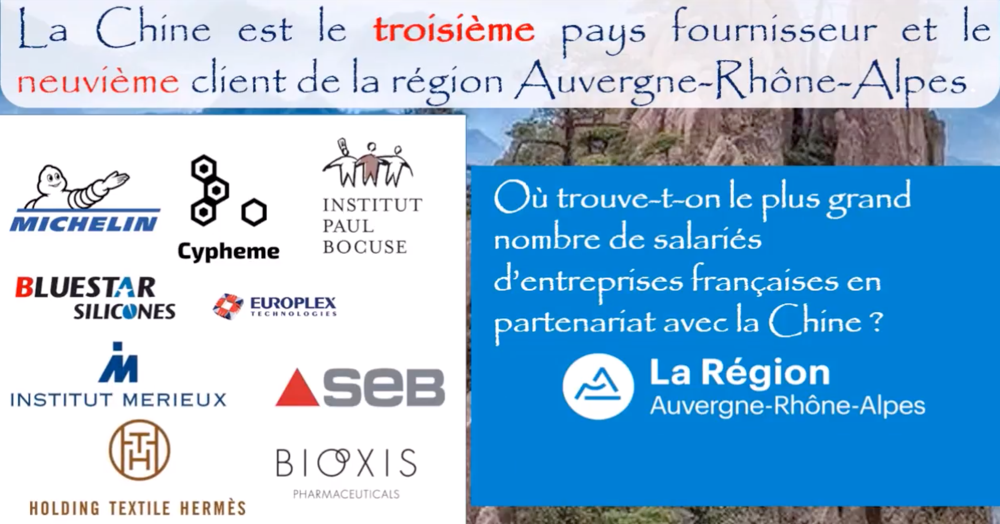 La Chine est le troisième pays fournisseur et le
neuvième client de la région Auvergne-Rhône-Alpes.
MICHELIN
Cypheme
INSTITUT
PAUL
BOCUSE
BLUESTAR
SILICONES
EUROPLEX
TECHNOLOGIES
INSTITUT MERIEUX
SEB
HOLDING TEXTILE HERMÈS
BIOXIS
PHARMACEUTICALS
Où trouve-t-on le plus grand
nombre de salariés
d'entreprises françaises en
partenariat avec la Chine ?
La Région
Auvergne-Rhône-Alpes